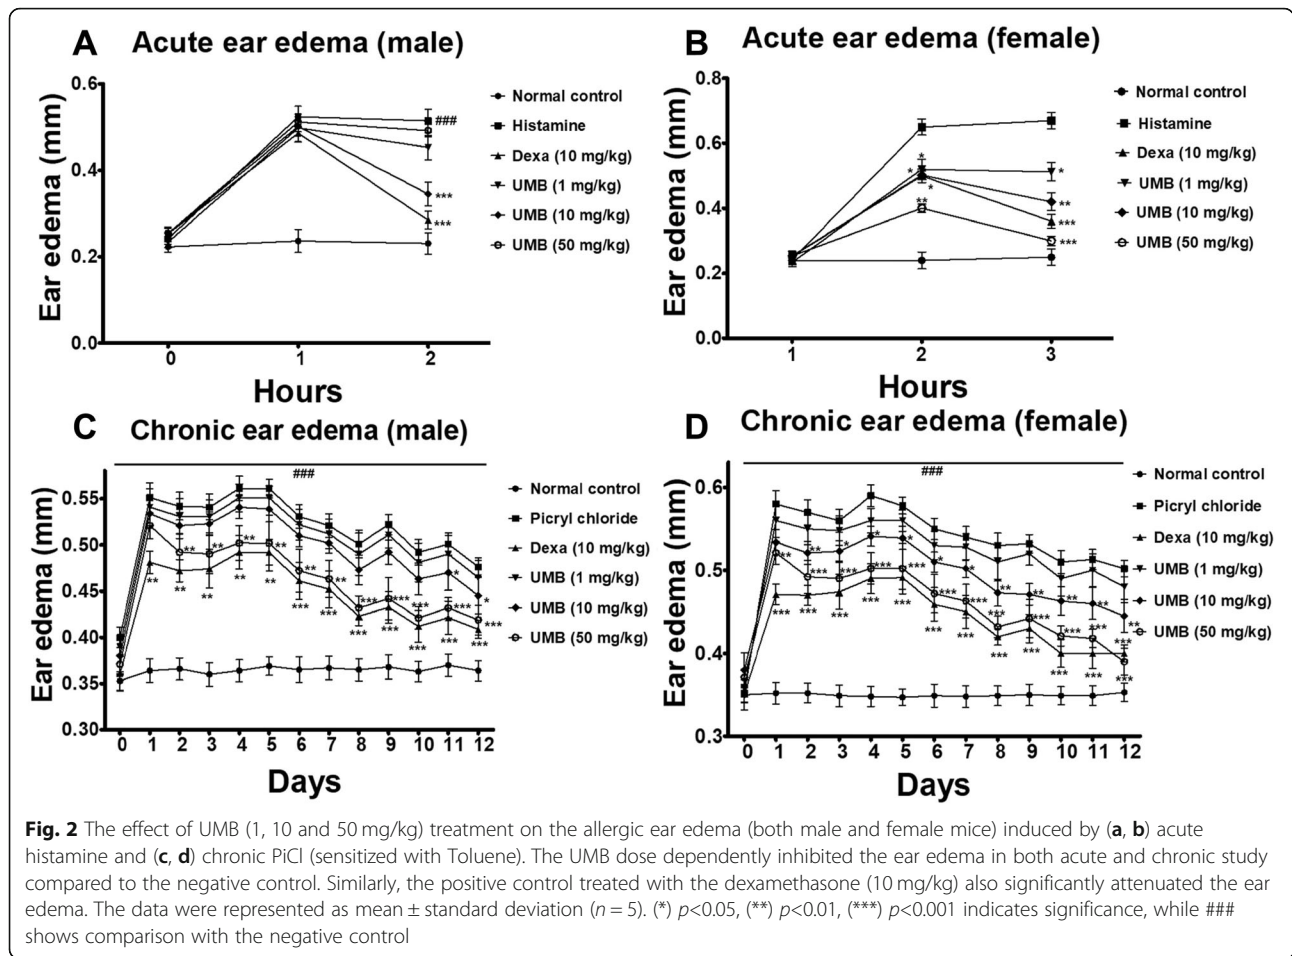 A Acute ear edema (male)
Ear edema (mm)
0.6
0.4
0.2
0.0
0 1 2
Hours
###
***
***
Normal control
Histamine
Dexa (10 mg/kg)
UMB (1 mg/kg)
UMB (10 mg/kg)
UMB (50 mg/kg)
B Acute ear edema (female)
Ear edema (mm)
0.8
0.6
0.4
0.2
0.0
1 2 3
Hours
*
*
*
**
*
**
***
***
Normal control
Histamine
Dexa (10 mg/kg)
UMB (1 mg/kg)
UMB (10 mg/kg)
UMB (50 mg/kg)
C Chronic ear edema (male)
###
Ear edema (mm)
0.55
0.50
0.45
0.40
0.35
0.30
0 1 2 3 4 5 6 7 8 9 10 11 12
Days
** ** ** ** ** ** *** *** *** *** ***
** ** ** ** ** *** *** *** *** *** *** ***
* *
Normal control
Picryl chloride
Dexa (10 mg/kg)
UMB (1 mg/kg)
UMB (10 mg/kg)
UMB (50 mg/kg)
D Chronic ear edema (female)
###
Ear edema (mm)
0.6
0.5
0.4
0.3
0 1 2 3 4 5 6 7 8 9 10 11 12
Days
** * * * * * ** ** ** ** **
** *** *** *** *** *** *** *** *** *** *** ***
*** *** *** *** *** *** *** *** *** *** *** ***
Normal control
Picryl chloride
Dexa (10 mg/kg)
UMB (1 mg/kg)
UMB (10 mg/kg)
UMB (50 mg/kg)
Fig. 2 The effect of UMB (1, 10 and 50 mg/kg) treatment on the allergic ear edema (both male and female mice) induced by (a, b) acute
histamine and (c, d) chronic PiCl (sensitized with Toluene). The UMB dose dependently inhibited the ear edema in both acute and chronic study
compared to the negative control. Similarly, the positive control treated with the dexamethasone (10 mg/kg) also significantly attenuated the ear
edema. The data were represented as mean ± standard deviation (n = 5). (*) p<0.05, (**) p<0.01, (***) p<0.001 indicates significance, while ###
shows comparison with the negative control